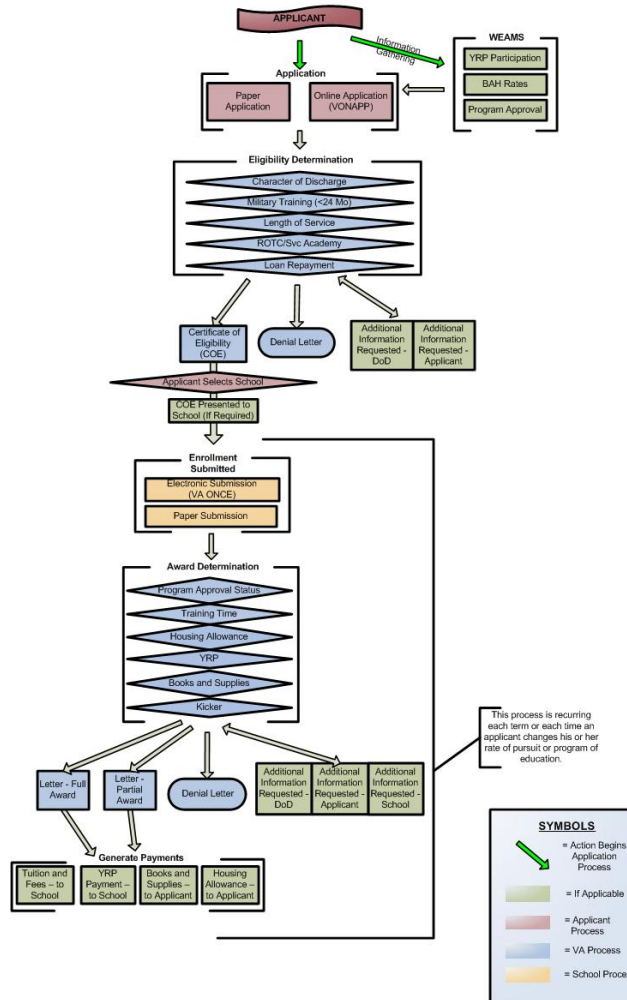 APPLICANT
Information
Gathering
WEAMS
YRP Participation
BAH Rates
Program Approval
Application
Paper
Application
Online Application
(VONAPP)
Eligibility Determination
Character of Discharge
Military Training (<24 Mo)
Length of Service
ROTC/Svc Academy
Loan Repayment
Certificate of
Eligibility
(COE)
Denial Letter
Additional
Information
Requested -
DoD
Additional
Information
Requested -
Applicant
Applicant Selects School
COE Presented to
School (If Required)
Enrollment
Submitted
Electronic Submission
(VA ONCE)
Paper Submission
Award Determination
Program Approval Status
Training Time
Housing Allowance
YRP
Books and Supplies
Kicker
This process is recurring
each term or each time an
applicant changes his or her
rate of pursuit or program of
education.
Letter - Full
Award
Letter -
Partial
Award
Denial Letter
Additional
Information
Requested -
DoD
Additional
Information
Requested -
Applicant
Additional
Information
Requested -
School
Generate Payments
Tuition and
Fees – to
School
YRP
Payment –
to School
Books and
Supplies –
to Applicant
Housing
Allowance –
to Applicant
SYMBOLS
= Action Begins
Application
Process
= If Applicable
= Applicant
Process
= VA Process
= School Proce